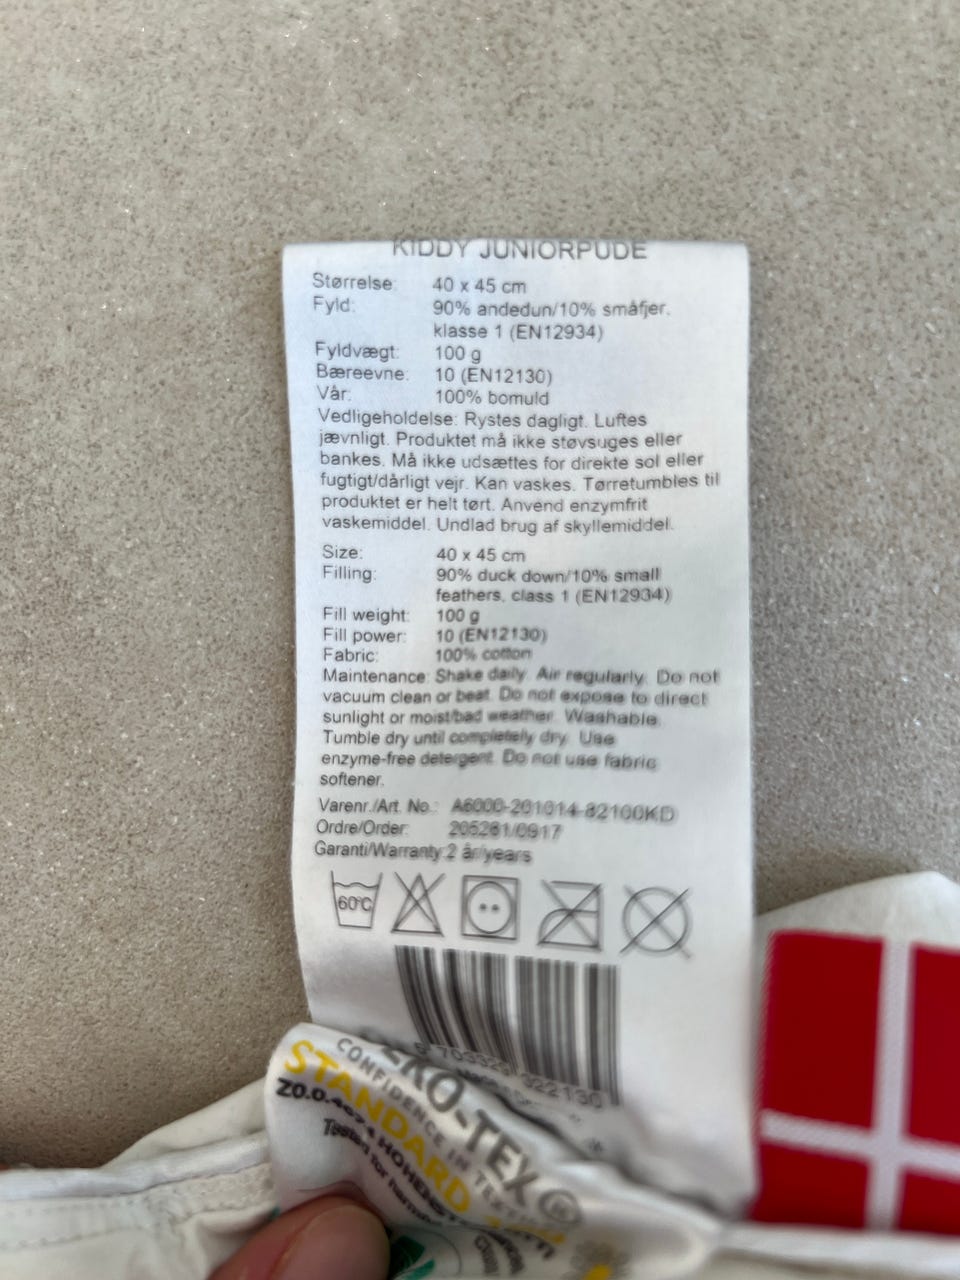 KIDDY JUNIORPUDE
Størrelse: 40 x 45 cm
Fyld: 90% andedun/10% småfjer,
klasse 1 (EN12934)
Fyldvægt: 100 g
Bæreevne: 10 (EN12130)
Vår: 100% bomuld
Vedligeholdelse: Rystes dagligt. Luftes
jævnligt. Produktet må ikke støvsuges eller
bankes. Må ikke udsættes for direkte sol eller
fugtigt/dårligt vejr. Kan vaskes. Tørretumbles til
produktet er helt tørt. Anvend enzymfrit
vaskemiddel. Undlad brug af skyllemiddel.
Size: 40 x 45 cm
Filling: 90% duck down/10% small
feathers, class 1 (EN12934)
Fill weight: 100 g
Fill power: 10 (EN12130)
Fabric: 100% cotton
Maintenance: Shake daily. Air regularly. Do not
vacuum clean or beat. Do not expose to direct
sunlight or moist/bad weather. Washable.
Tumble dry until completely dry. Use
enzyme-free detergent. Do not use fabric
softener.
Varenr./Art. No.: A6000-201014-82100KD
Ordre/Order: 205281/0917
Garanti/Warranty: 2 år/years
60°C
EKO-TEX®
CONFIDENCE IN
STANDARD
Tested for